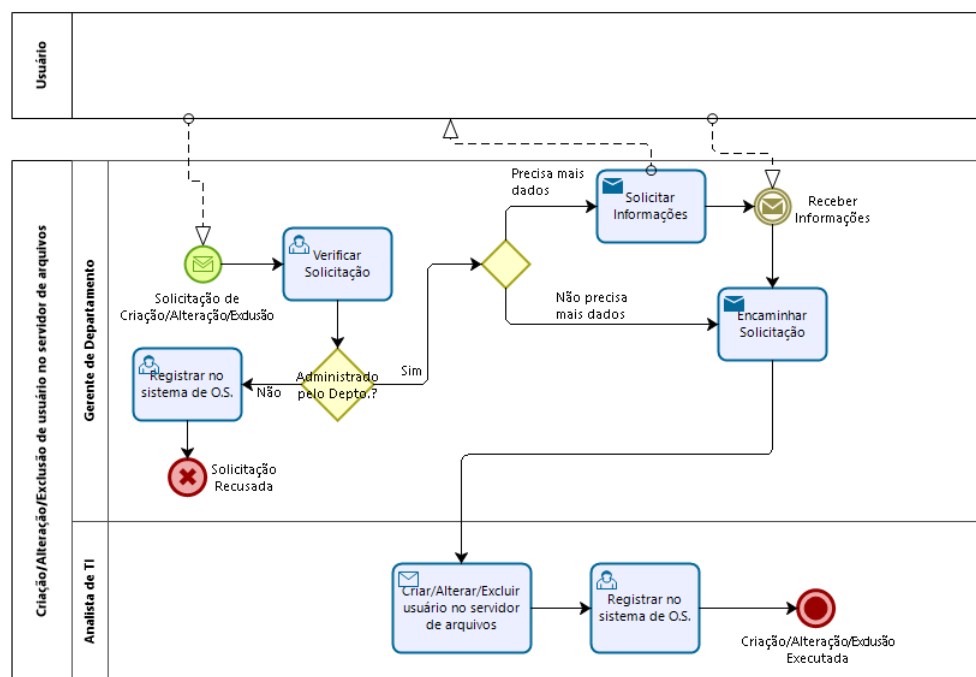 Usuário
Criação/Alteração/Exclusão de usuário no servidor de arquivos
Gerente de Departamento
Precisa mais
dados
Solicitar
Informações
Receber
Informações
Verificar
Solicitação
Solicitação de
Criação/Alteração/Exclusão
Não precisa
mais dados
Encaminhar
Solicitação
Registrar no
sistema de O.S.
Não
Administrado
pelo Depto.?
Sim
Solicitação
Recusada
Analista de TI
Criar/Alterar/Excluir
usuário no servidor
de arquivos
Registrar no
sistema de O.S.
Criação/Alteração/Exclusão
Executada